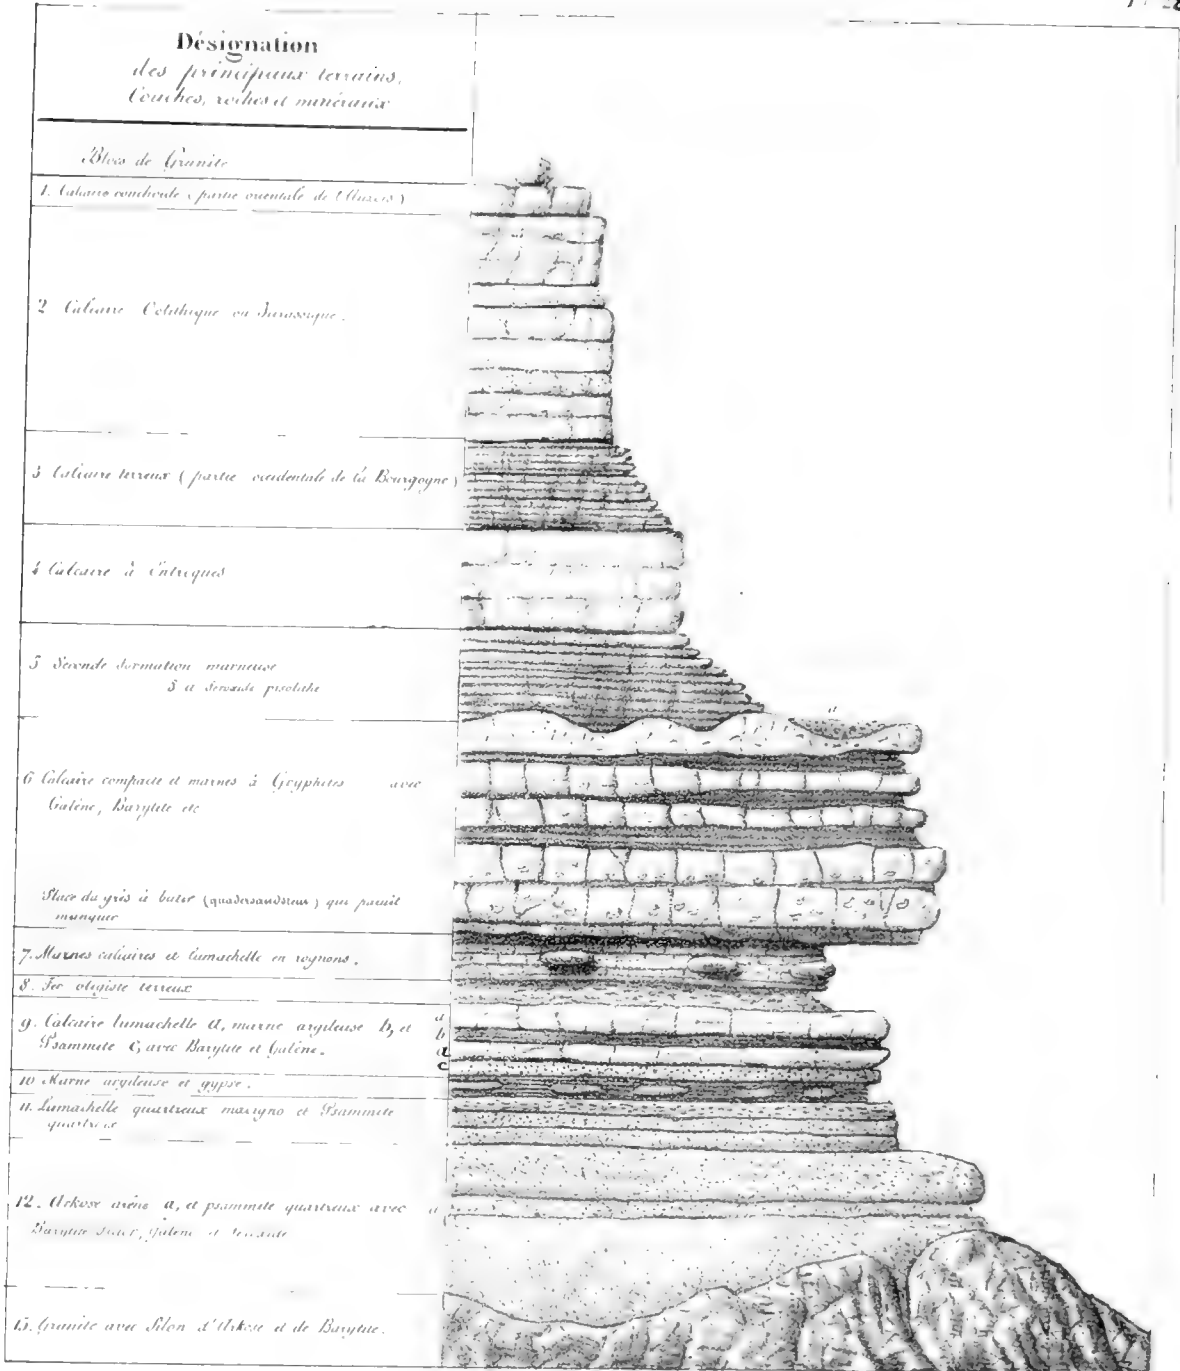 Désignation
des principaux terrains,
Couches, roches et minéraux
Blocs de Granite
1. Calcaire conchoïde (partie orientale de l'Auxois)
2 Calcaire Oolithique ou Jurassique.
3 Calcaire terreux (partie occidentale de la Bourgogne)
4 Calcaire à Entroques
5 Seconde formation marneuse
et feroxide pisolithe
a
6 Calcaire compacte et marnes à Gryphites avec
Galène, Barytite etc
Place du grès à batir (quadersandstein) qui parait
manquer
7. Marnes calcaires et lumachelle en rognons.
8. Fer oligiste terreux
9. Calcaire lumachelle a, marne argileuse b, et
Psammite c, avec Barytite et Galène.
a
b
a
c
10 Marne argileuse et gypse.
11. Lumachelle quartzeux et Psammite
quartzeux
12. Arkose a, et psammite quartzeux avec a
Barytite galène et
13. Granite avec filon d'Arkose et de Barytite.